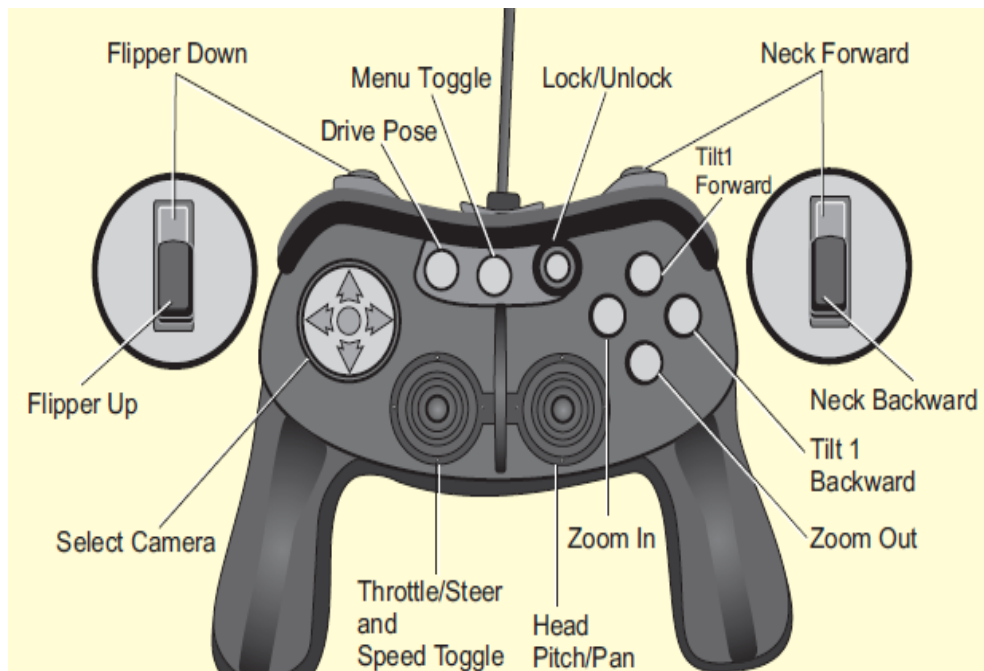 Flipper Down
Neck Forward
Menu Toggle
Lock/Unlock
Drive Pose
Tilt1
Forward
Flipper Up
Neck Backward
Tilt 1
Backward
Select Camera
Zoom In
Zoom Out
Throttle/Steer
and
Speed Toggle
Head
Pitch/Pan